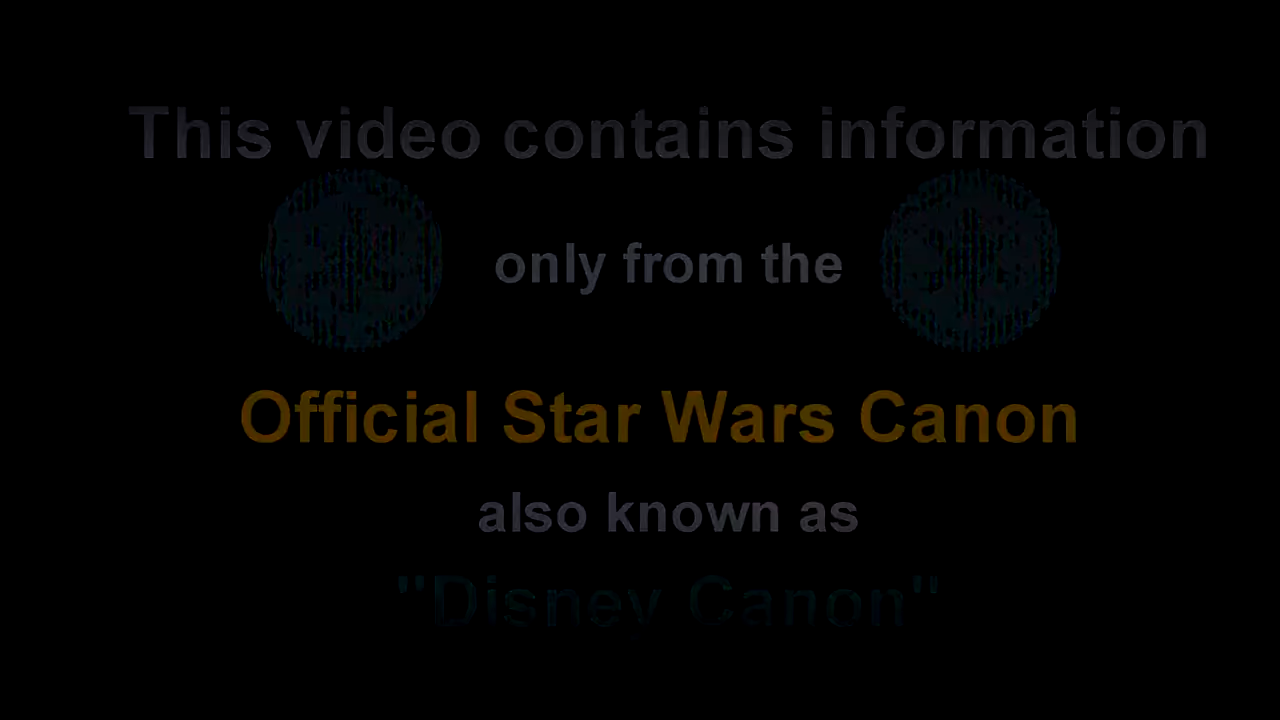 This video contains information
only from the
Official Star Wars Canon
also known as
"Disney Canon"